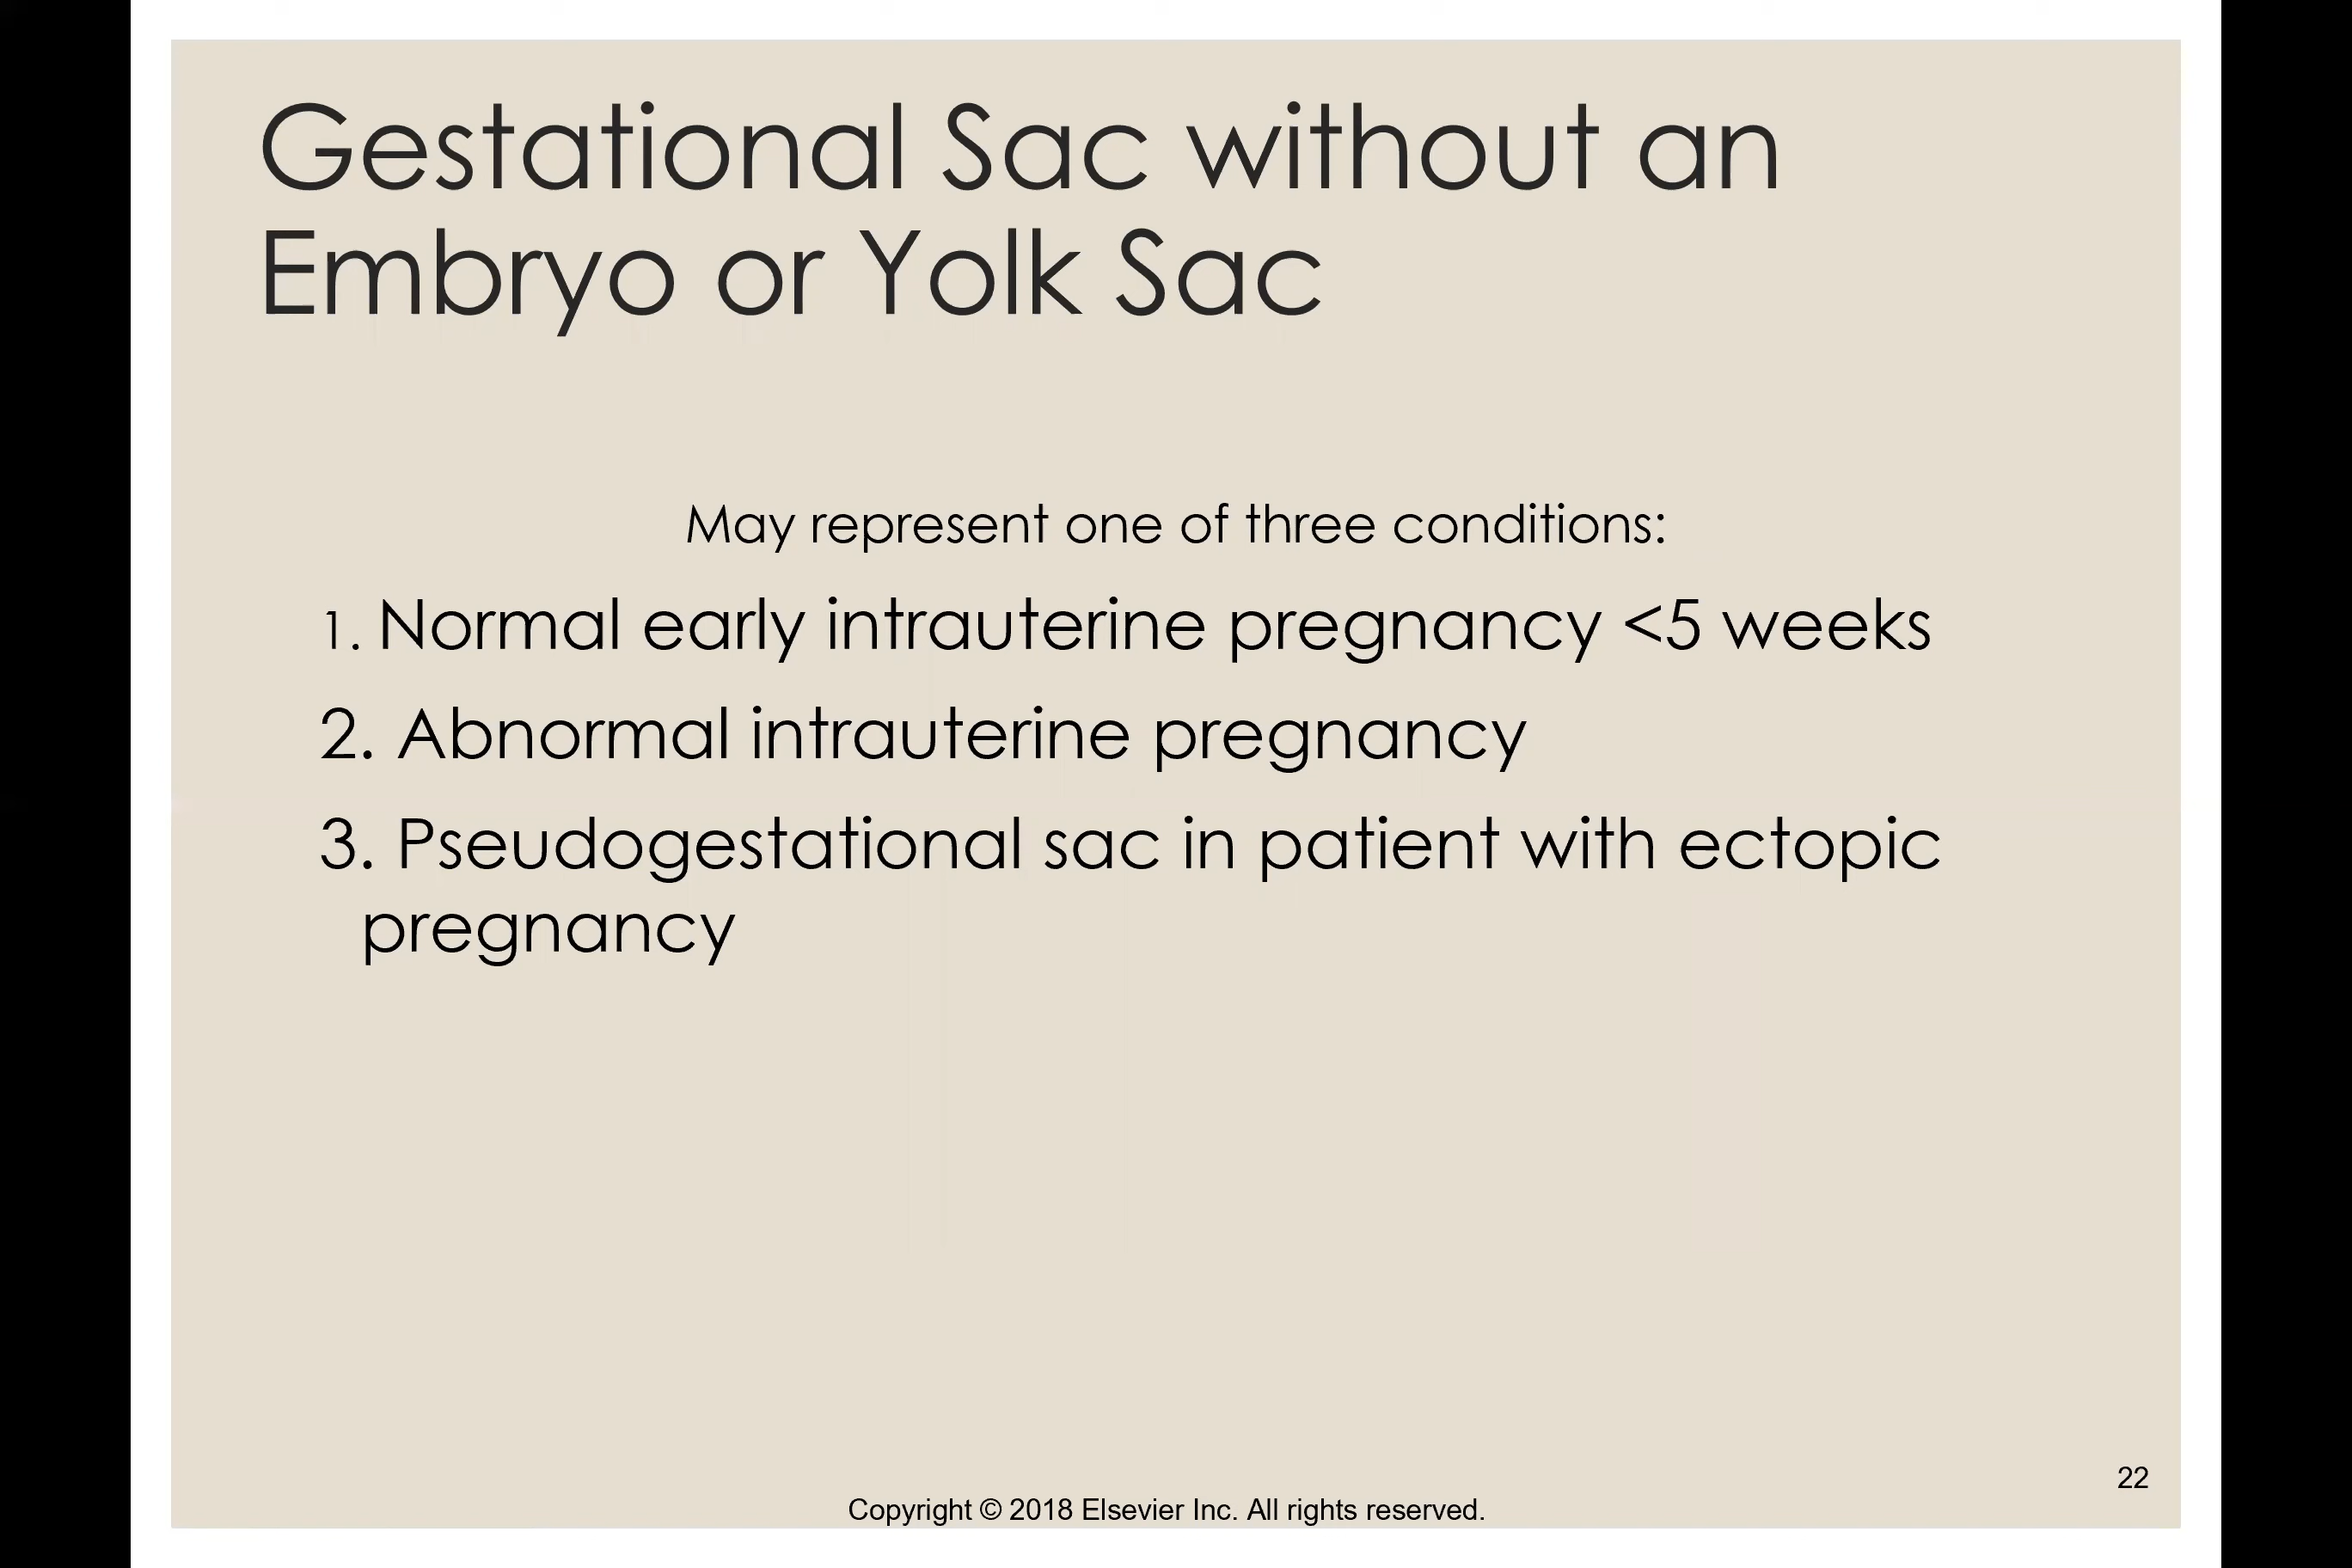 Gestational Sac without an
Embryo or Yolk Sac
May represent one of three conditions:
1. Normal early intrauterine pregnancy <5 weeks
2. Abnormal intrauterine pregnancy
3. Pseudogestational sac in patient with ectopic
pregnancy
22
Copyright © 2018 Elsevier Inc. All rights reserved.